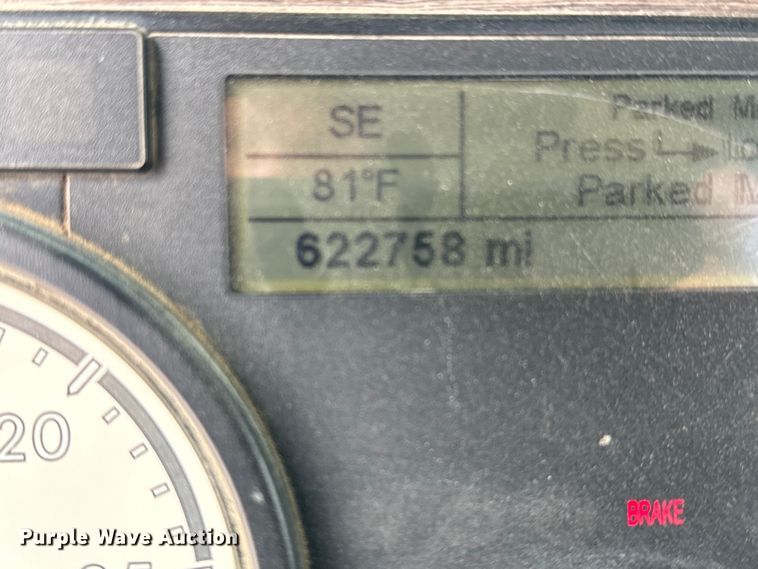 SE
81°F
Parked M
Press
Parked M
622758 mi
20
BRAKE
Purple Wave Auction